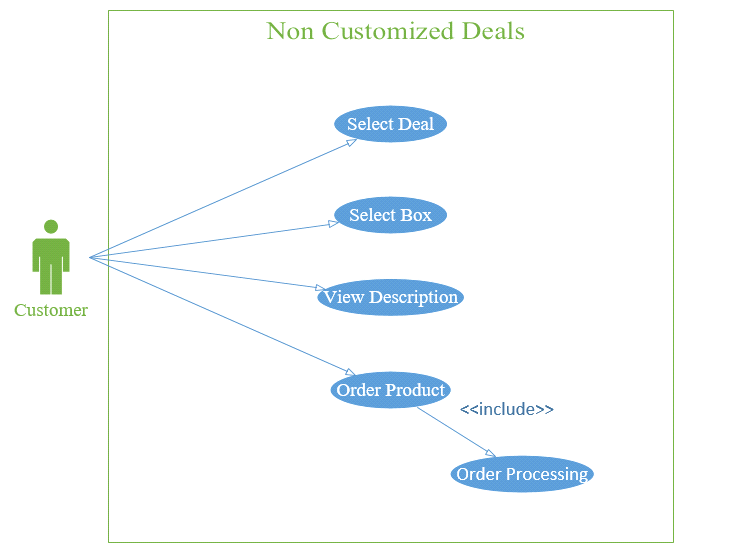 Non Customized Deals
Select Deal
Select Box
View Description
Customer
Order Product
<<include>>
Order Processing